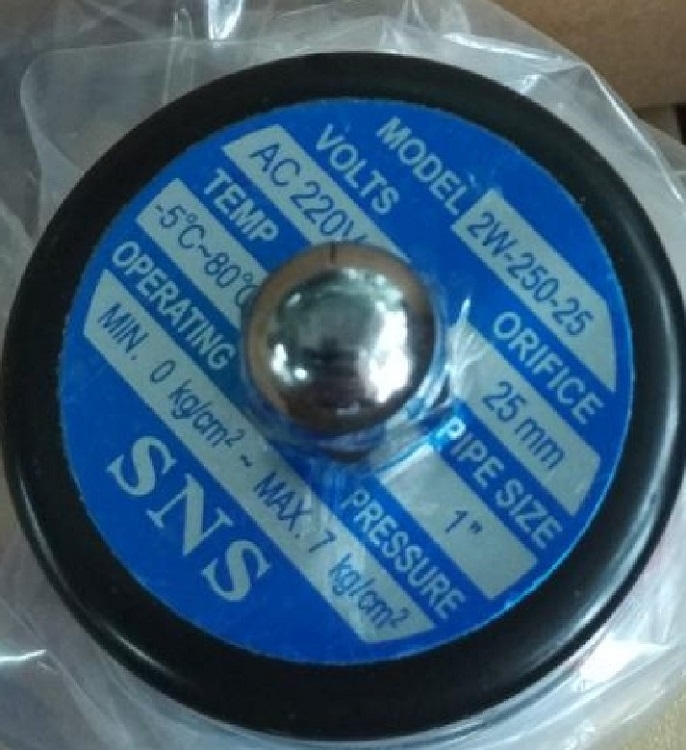 MODEL 2W-250-25
VOLTS AC 220V
ORIFICE 25 mm
TEMP -5°C~80°C
PIPE SIZE 1"
OPERATING PRESSURE
MIN. 0 kg/cm² ~ MAX. 7 kg/cm²
SNS